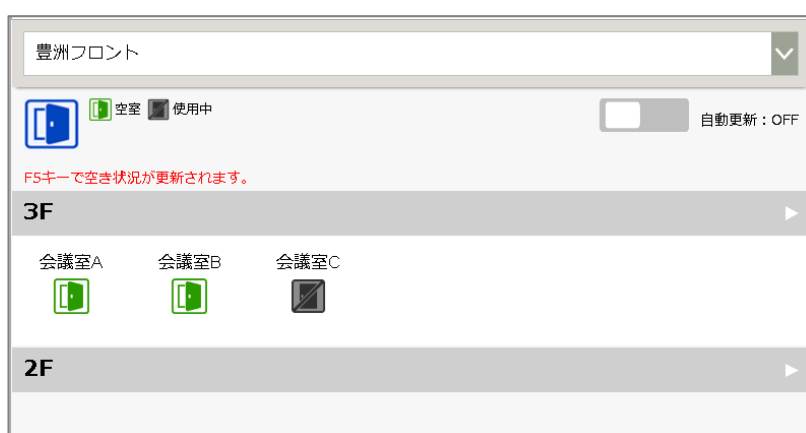 豊洲フロント
空室 使用中
自動更新：OFF
F5キーで空き状況が更新されます。
3F
会議室A 会議室B 会議室C
2F